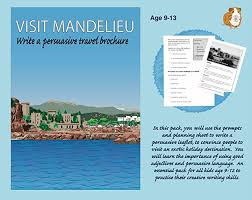 VISIT MANDELIEU
Write a persuasive travel brochure
Age 9-13
In this pack, you will use the prompts
and planning sheet to write a
persuasive leaflet, to convince people to
visit an exotic holiday destination. You
will learn the importance of using good
adjectives and persuasive language. An
essential pack for all kids age 9-12 to
practise their creative writing skills.